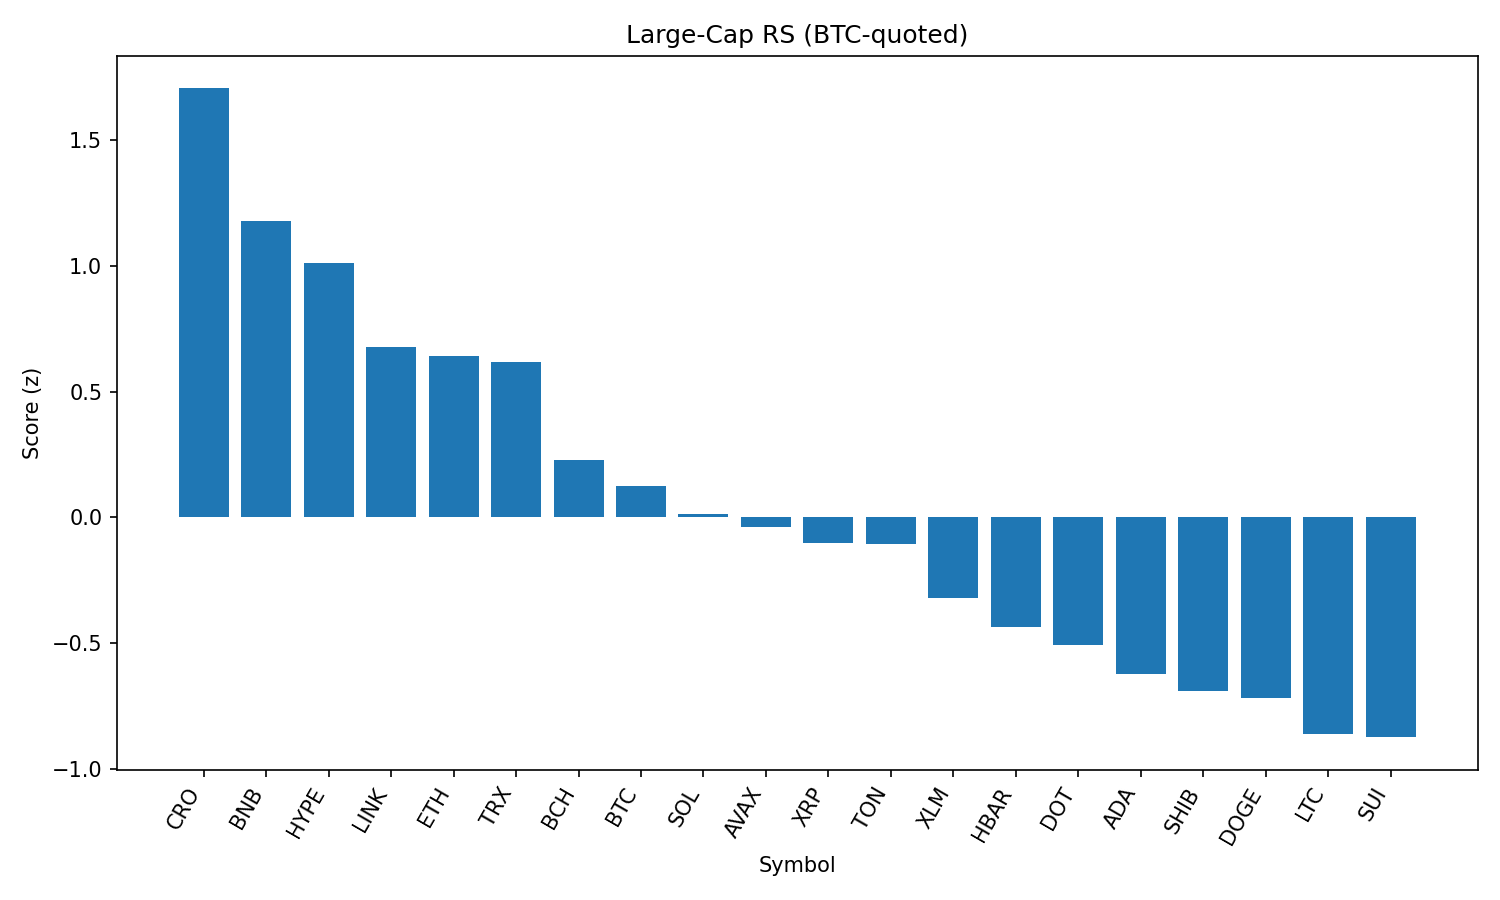 Large-Cap RS (BTC-quoted)
Score (z)
1.5
1.0
0.5
0.0
−0.5
−1.0
CRO
BNB
HYPE
LINK
ETH
TRX
BCH
BTC
SOL
AVAX
XRP
TON
XLM
HBAR
DOT
ADA
SHIB
DOGE
LTC
SUI
Symbol